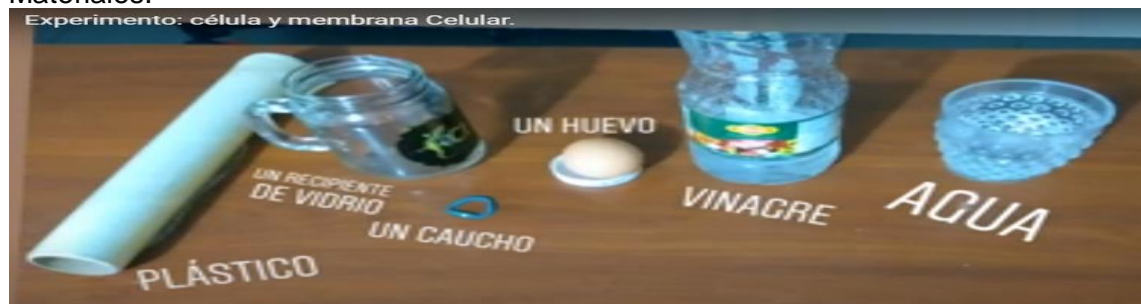 Materiales:
Experimento: célula y membrana Celular.
UN HUEVO
UN RECIPIENTE
DE VIDRIO
UN CAUCHO
VINAGRE
AGUA
PLÁSTICO